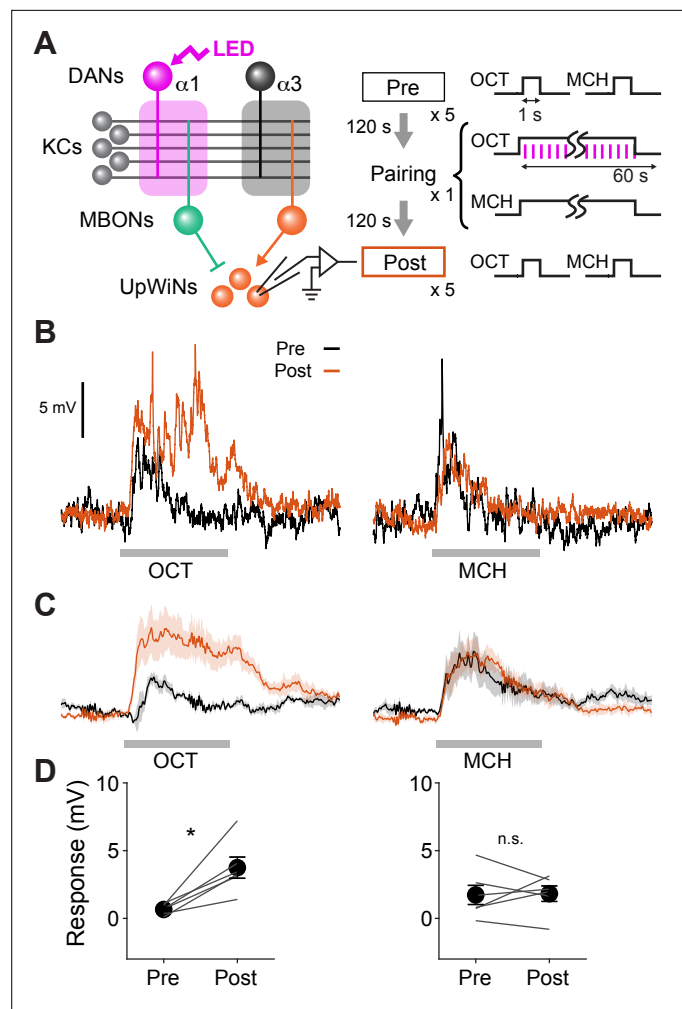 A
LED
DANs
α1
α3
KCs
MBONs
UpWiNs
Pre
x 5
120 s
Pairing
x 1
120 s
Post
x 5
OCT
MCH
1 s
OCT
60 s
MCH
OCT
MCH
B
Pre
Post
5 mV
OCT
MCH
C
OCT
MCH
D
Response (mV)
10
5
0
*
Pre
Post
10
5
0
n.s.
Pre
Post